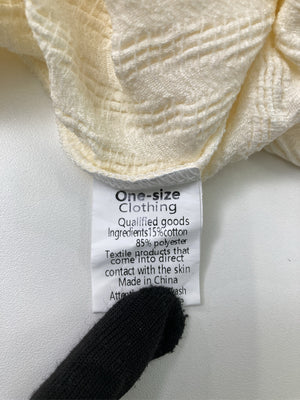 One-size
Clothing
Qualified goods
Ingredients15%cotton
85% polyester
Textile products that
come into direct
contact with the skin
Made in China